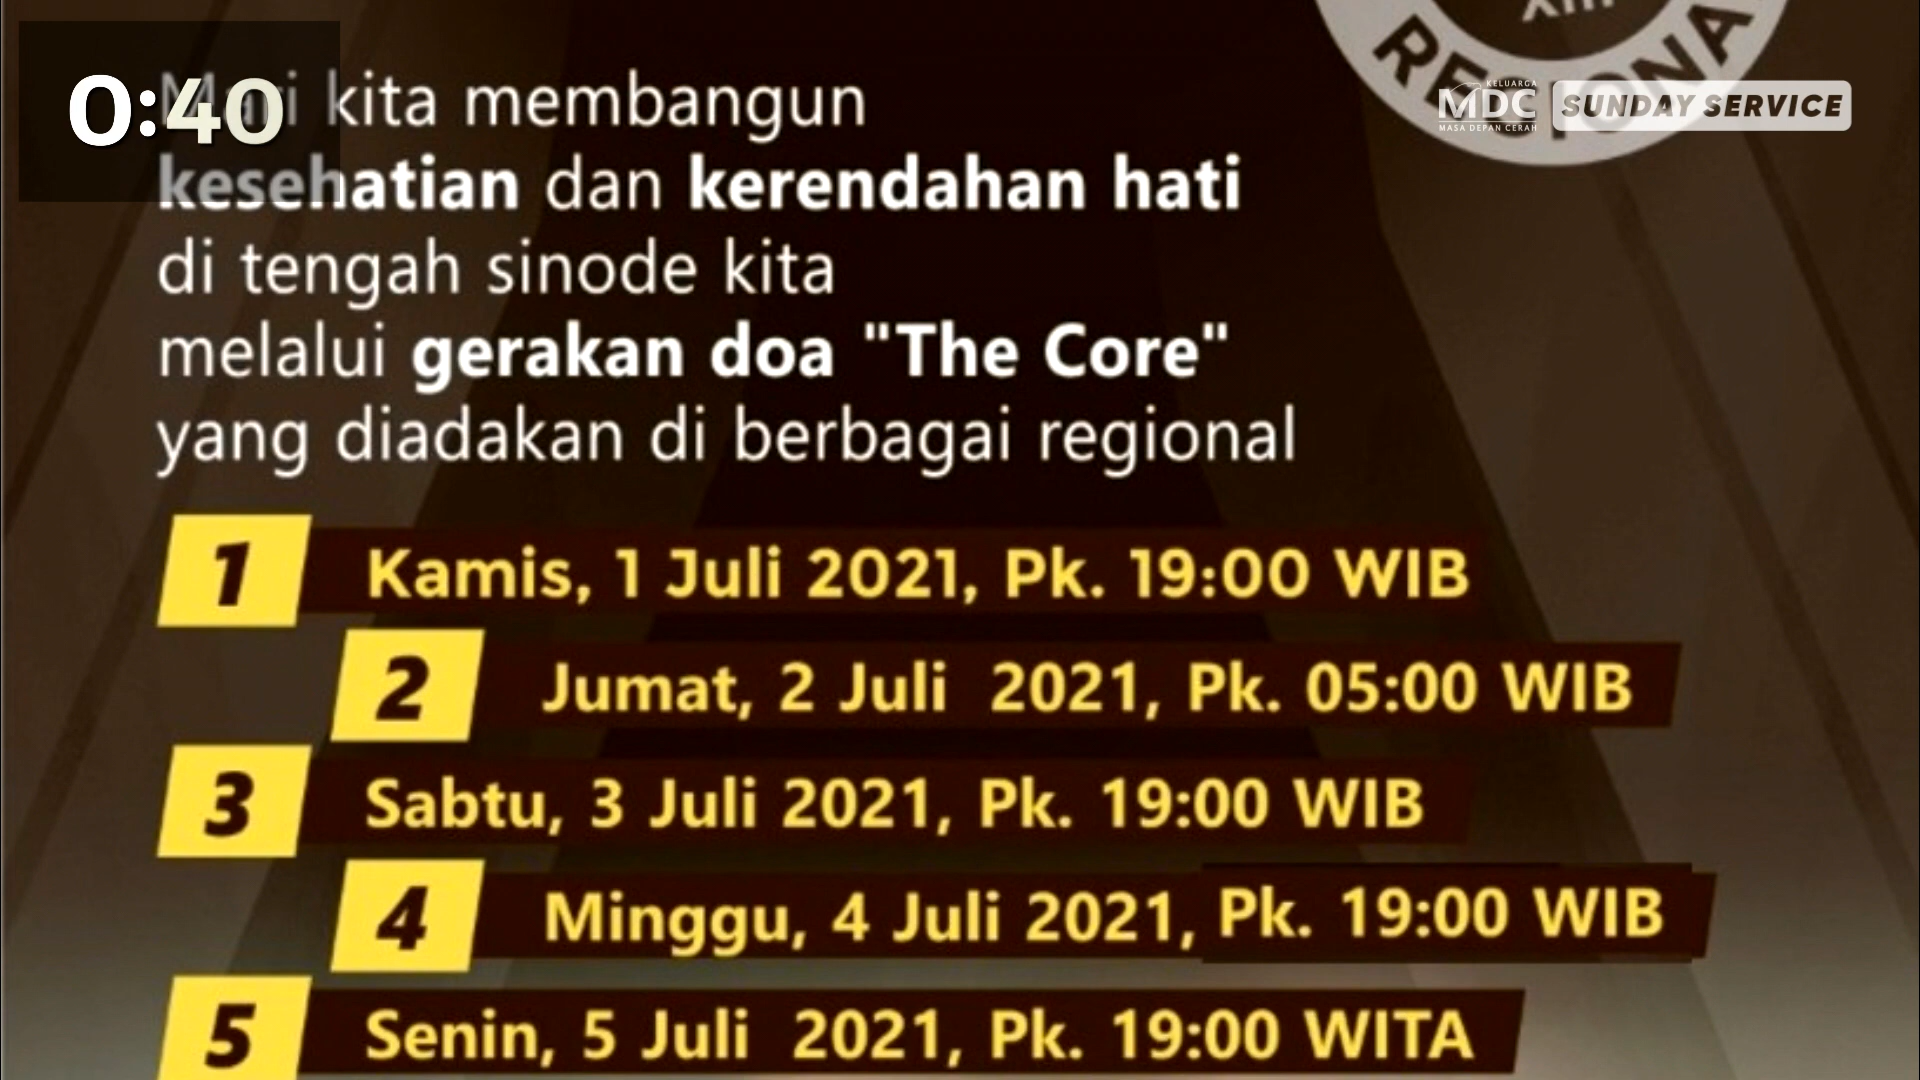 0:40
Mari kita membangun
kesehatian dan kerendahan hati
di tengah sinode kita
melalui gerakan doa "The Core"
yang diadakan di berbagai regional
XIII
REGIONA
KELUARGA
MDC
MASA DEPAN CERAH
SUNDAY SERVICE
1 Kamis, 1 Juli 2021, Pk. 19:00 WIB
2 Jumat, 2 Juli 2021, Pk. 05:00 WIB
3 Sabtu, 3 Juli 2021, Pk. 19:00 WIB
4 Minggu, 4 Juli 2021, Pk. 19:00 WIB
5 Senin, 5 Juli 2021, Pk. 19:00 WITA